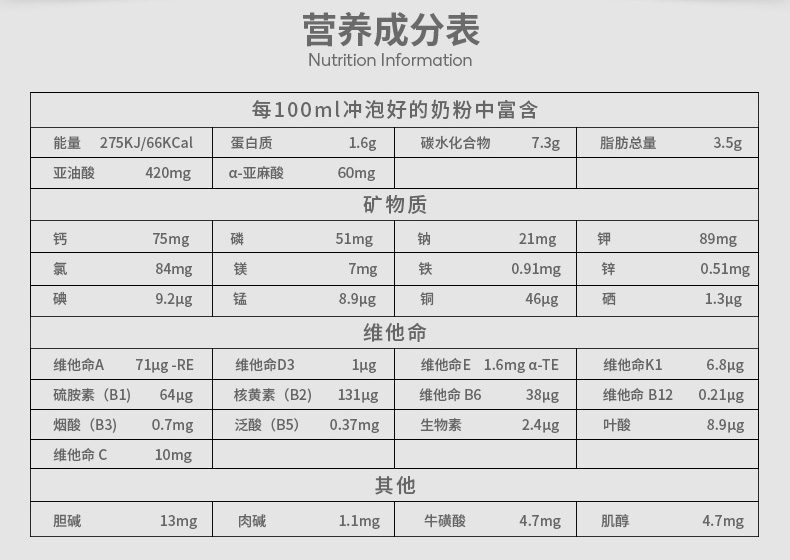 营养成分表
Nutrition Information
每100ml冲泡好的奶粉中富含
能量 275KJ/66KCal 蛋白质 1.6g 碳水化合物 7.3g 脂肪总量 3.5g
亚油酸 420mg α-亚麻酸 60mg
矿物质
钙 75mg 磷 51mg 钠 21mg 钾 89mg
氯 84mg 镁 7mg 铁 0.91mg 锌 0.51mg
碘 9.2μg 锰 8.9μg 铜 46μg 硒 1.3μg
维他命
维他命A 71μg -RE 维他命D3 1μg 维他命E 1.6mg α-TE 维他命K1 6.8μg
硫胺素（B1) 64μg 核黄素（B2) 131μg 维他命 B6 38μg 维他命 B12 0.21μg
烟酸（B3) 0.7mg 泛酸（B5） 0.37mg 生物素 2.4μg 叶酸 8.9μg
维他命 C 10mg
其他
胆碱 13mg 肉碱 1.1mg 牛磺酸 4.7mg 肌醇 4.7mg